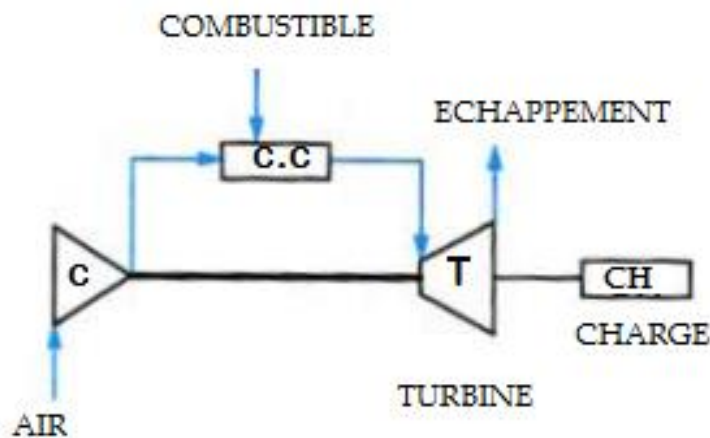 COMBUSTIBLE
ECHAPPEMENT
C.C
C
T
CH
CHARGE
TURBINE
AIR